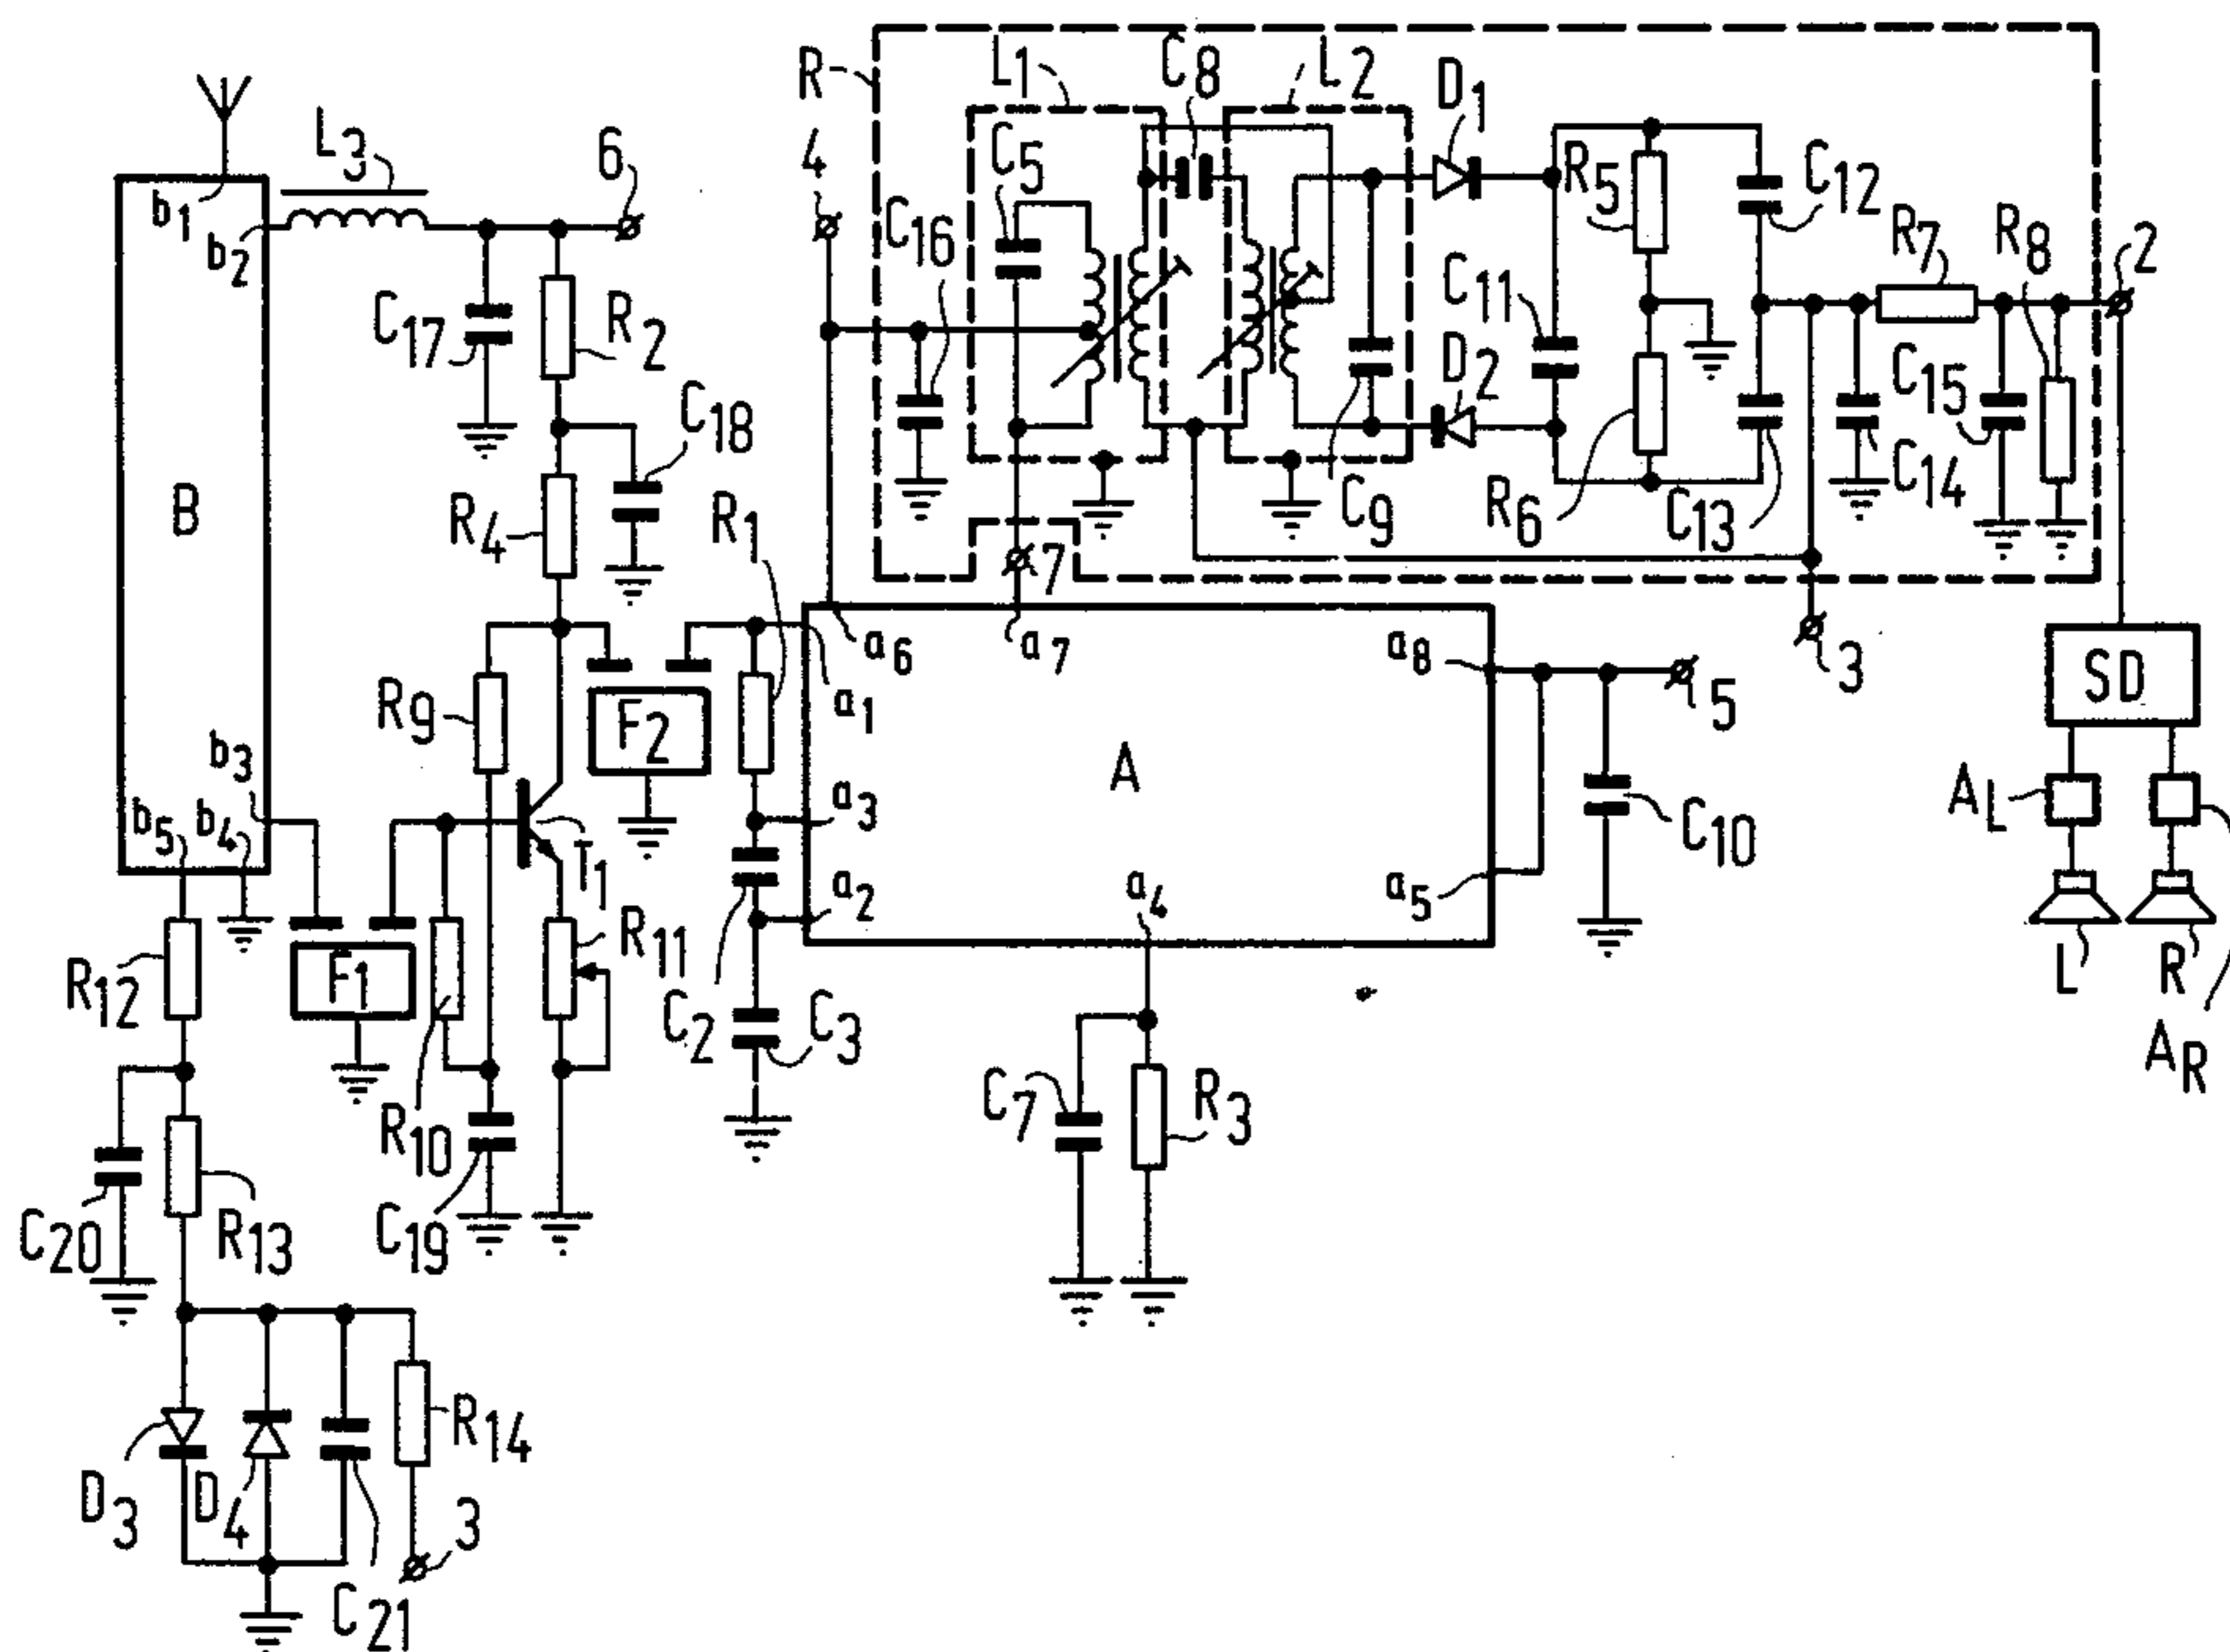 R L₁ C₈ L₂ D₁
4 C₅ R₅ C₁₂
L₃ 6 C₁₆ R₇ R₈ 2
b₁ b₂ C₁₇ R₂ C₁₁ D₂
C₁₈ C₁₅
B R₄ R₁ C₉ R₆ C₁₃ C₁₄
7
a₆ a₇ a₈ 3
R₉ F₂ a₁ 5 SD
b₃ A
b₅ b₄ T₁ a₃ C₁₀ A_L
a₂ a₄ a₅
R₁₂ F₁ R₁₁ C₂ C₃ L R
A_R
R₁₀ C₇ R₃
C₂₀ R₁₃ C₁₉
R₁₄
D₃ D₄ 3
C₂₁